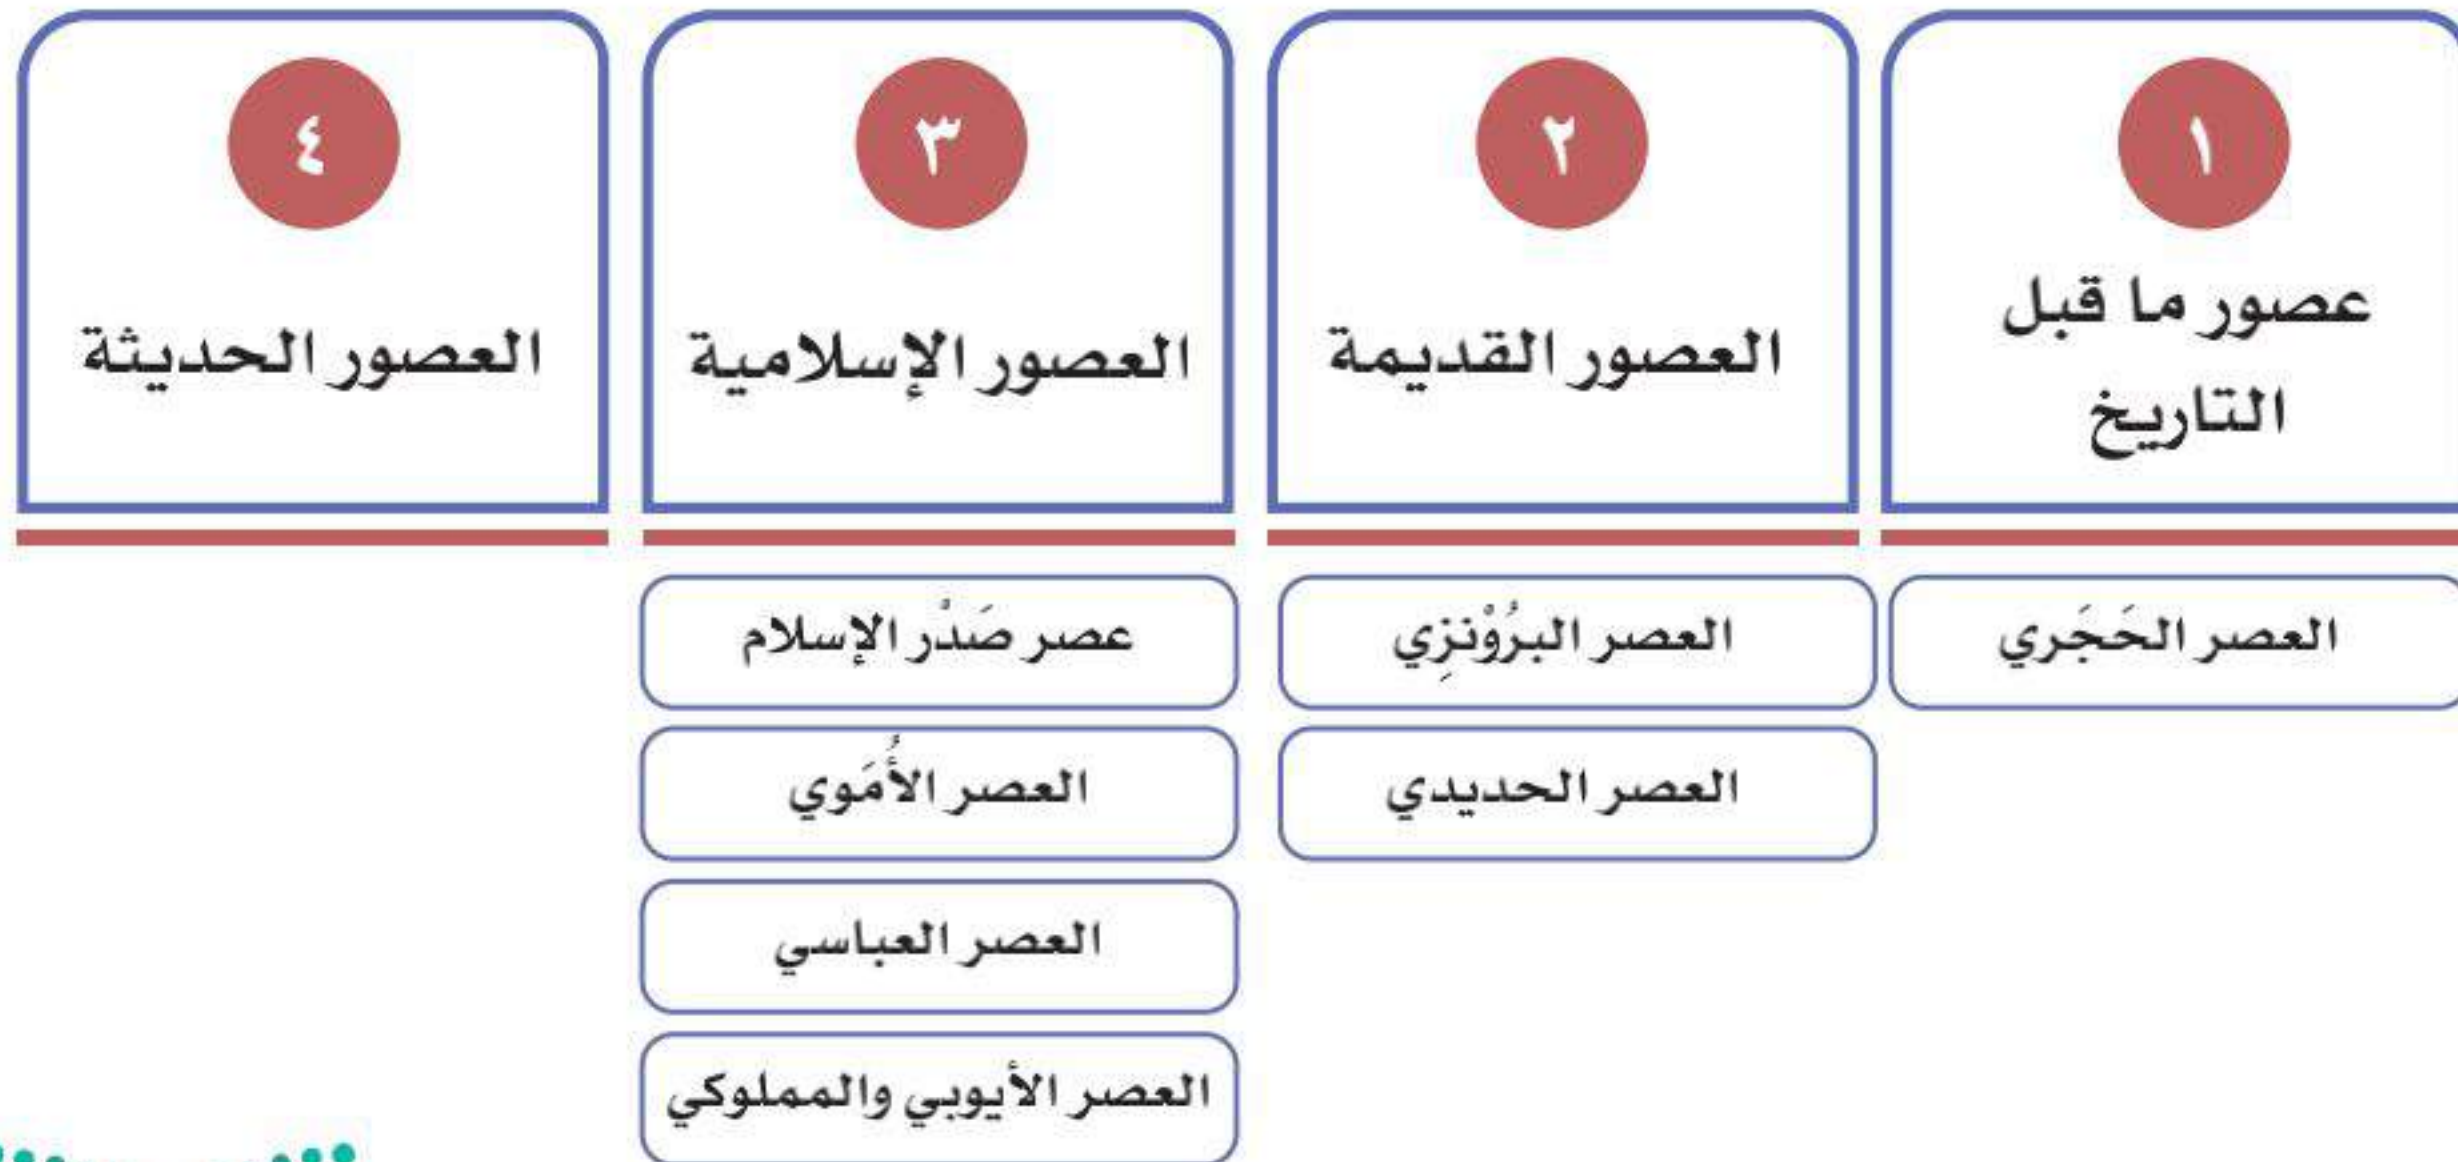 ١
عصور ما قبل
التاريخ
٢
العصور القديمة
٣
العصور الإسلامية
٤
العصور الحديثة
العصر الحَجَري
العصر البرُوْنزِي
العصر الحديدي
عصر صَدْر الإسلام
العصر الأُمَوي
العصر العباسي
العصر الأيوبي والمملوكي